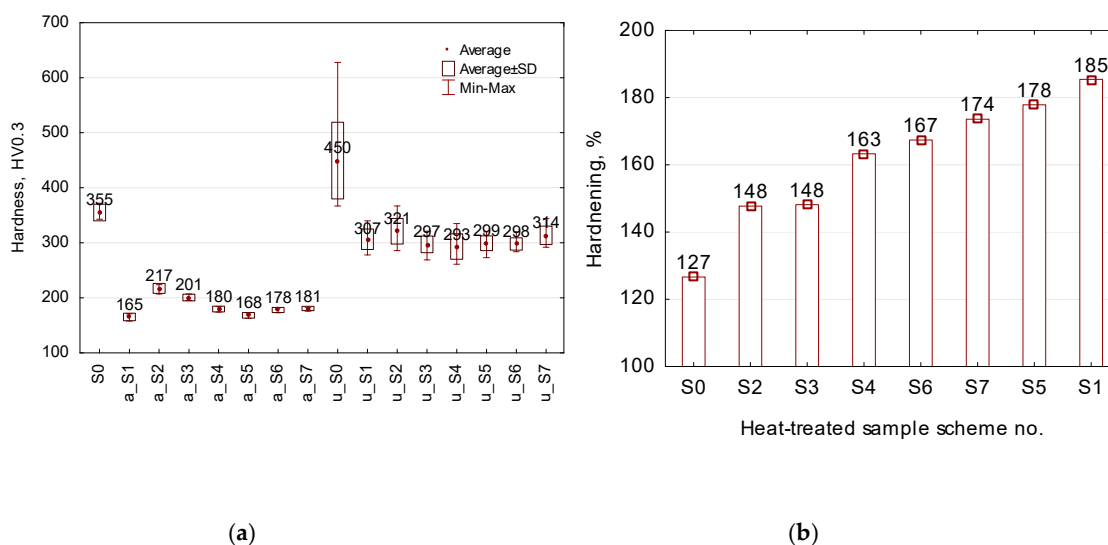 700
600
500
400
300
200
100
Hardness, HV0.3
Average
Average±SD
Min-Max
355
165
217
201
180
168
178
181
450
307
321
297
293
299
298
314
S0
a_S1
a_S2
a_S3
a_S4
a_S5
a_S6
a_S7
u_S0
u_S1
u_S2
u_S3
u_S4
u_S5
u_S6
u_S7
(a)
200
180
160
140
120
100
Hardnening, %
127
148
148
163
167
174
178
185
S0 S2 S3 S4 S6 S7 S5 S1
Heat-treated sample scheme no.
(b)